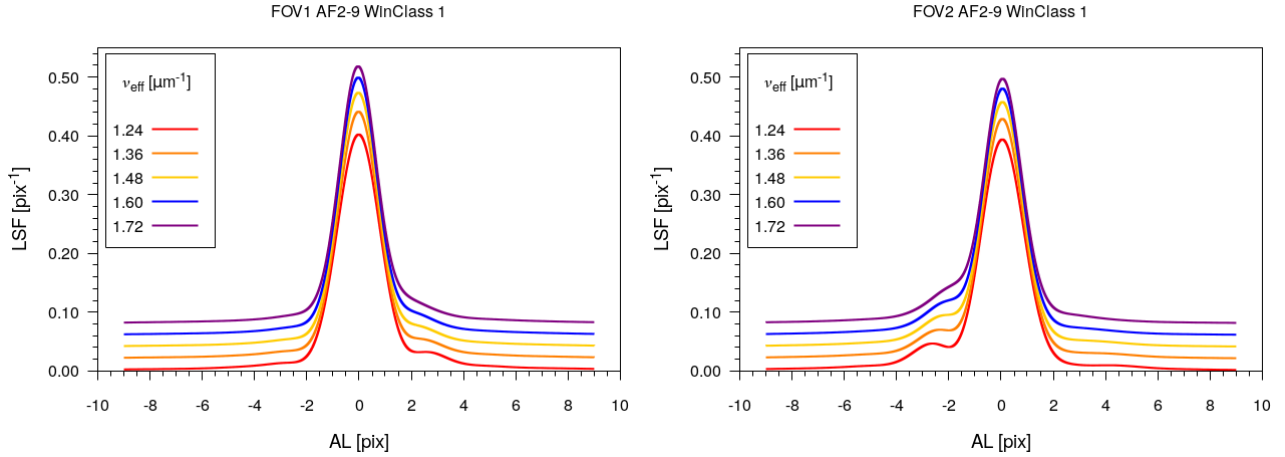 FOV1 AF2-9 WinClass 1
ν_eff [µm⁻¹]
1.24
1.36
1.48
1.60
1.72
LSF [pix⁻¹]
0.50
0.40
0.30
0.20
0.10
0.00
-10 -8 -6 -4 -2 0 2 4 6 8 10
AL [pix]
FOV2 AF2-9 WinClass 1
ν_eff [µm⁻¹]
1.24
1.36
1.48
1.60
1.72
LSF [pix⁻¹]
0.50
0.40
0.30
0.20
0.10
0.00
-10 -8 -6 -4 -2 0 2 4 6 8 10
AL [pix]